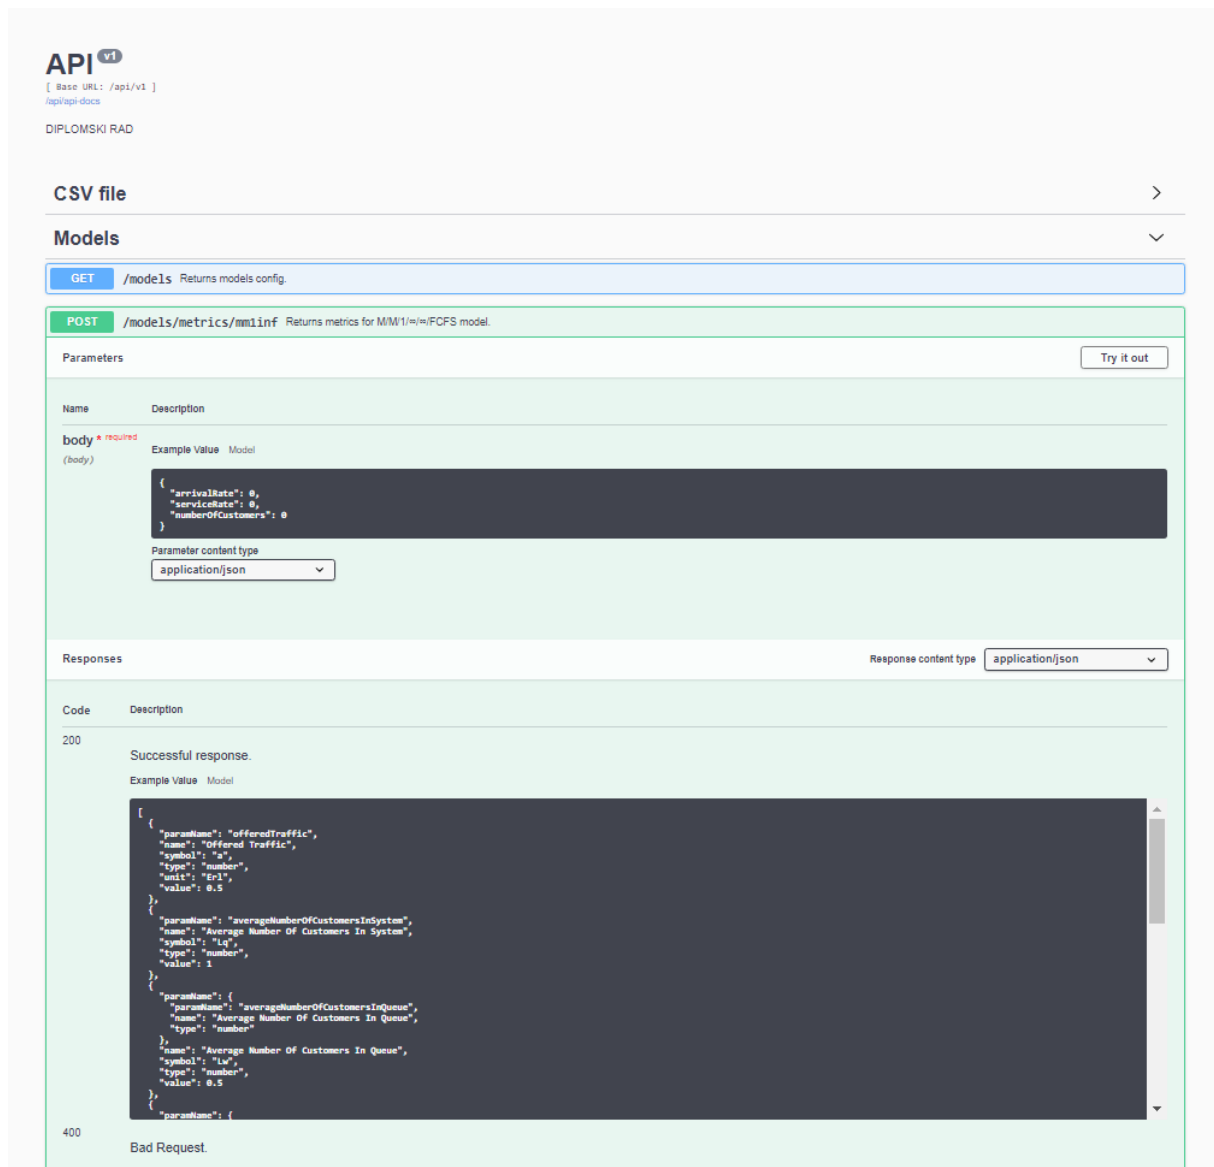 API v1
[ Base URL: /api/v1 ]
/api/api-docs
DIPLOMSKI RAD
CSV file
Models
GET /models Returns models config.
POST /models/metrics/mm1inf Returns metrics for M/M/1/∞/∞/FCFS model.
Parameters Try it out
Name Description
body * required
(body)
Example Value Model
{
"arrivalRate": 0,
"serviceRate": 0,
"numberOfCustomers": 0
}
Parameter content type
application/json
Responses Response content type application/json
Code Description
200
Successful response.
Example Value Model
[
{
"paramName": "offeredTraffic",
"name": "Offered Traffic",
"symbol": "a",
"type": "number",
"unit": "Erl",
"value": 0.5
},
{
"paramName": "averageNumberOfCustomersInSystem",
"name": "Average Number Of Customers In System",
"symbol": "Lq",
"type": "number",
"value": 1
},
{
"paramName": {
"paramName": "averageNumberOfCustomersInQueue",
"name": "Average Number Of Customers In Queue",
"type": "number"
},
"name": "Average Number Of Customers In Queue",
"symbol": "Lw",
"type": "number",
"value": 0.5
},
{
"paramName": {
400
Bad Request.